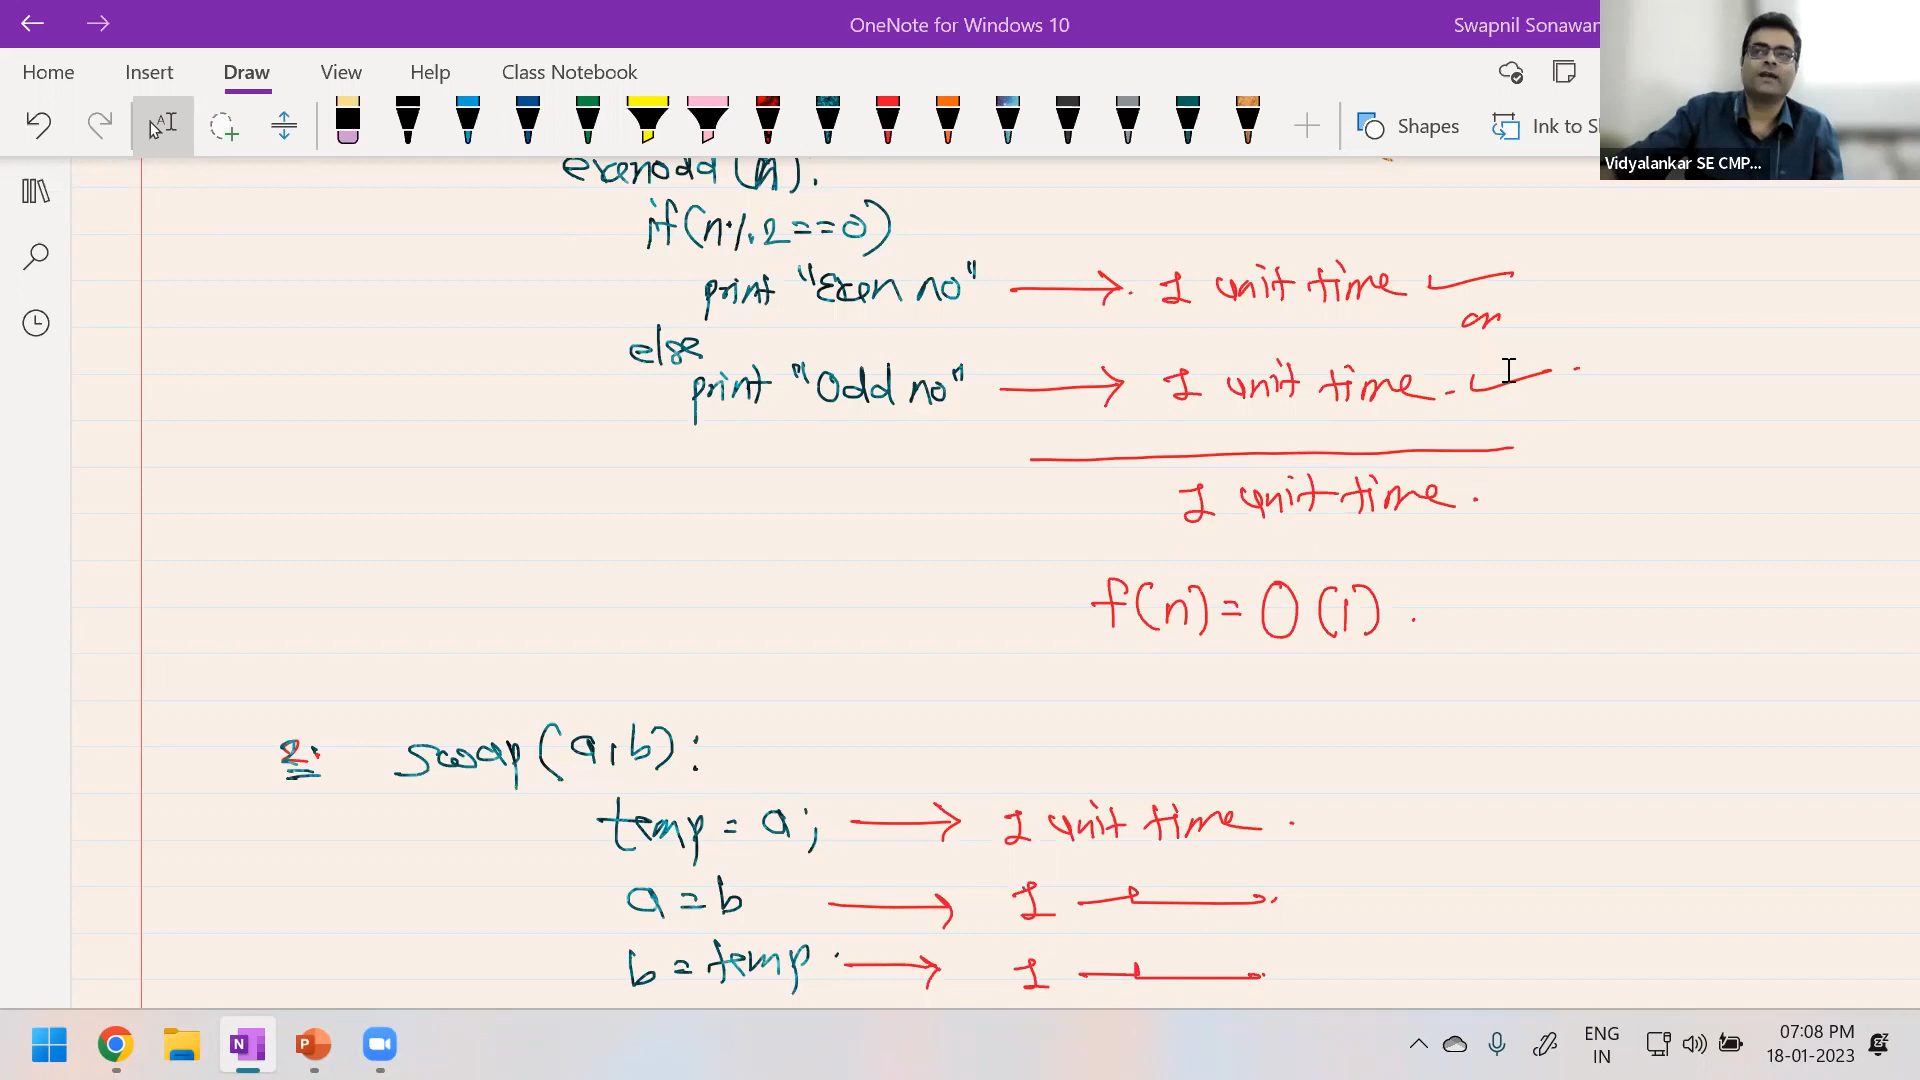 OneNote for Windows 10
Swapnil Sonawan
Home Insert Draw View Help Class Notebook
Shapes
Ink to S
Vidyalankar SE CMP...
evenodd (n).
if(n%2==0)
print "Even no" → 1 unit time
or
else
print "Odd no" → 1 unit time.
1 unit time.
f(n) = O(1).
2. swap(a,b):
temp = a; → 1 unit time.
a = b → 1
b = temp → 1
ENG
IN
07:08 PM
18-01-2023